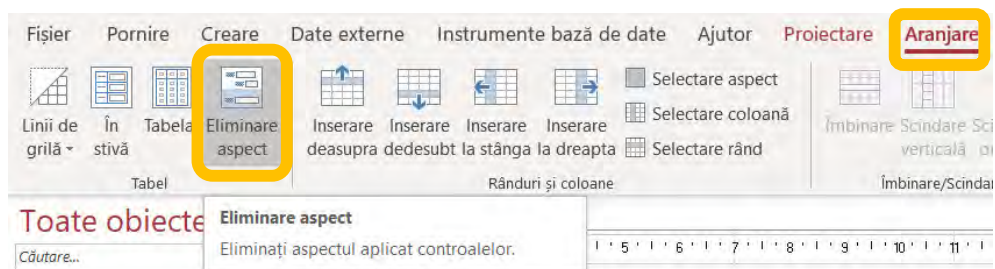 Fișier Pornire Creare Date externe Instrumente bază de date Ajutor Proiectare Aranjare
Linii de grilă
În stivă
Tabela
Eliminare aspect
Inserare deasupra
Inserare dedesubt
Inserare la stânga
Inserare la dreapta
Selectare aspect
Selectare coloană
Selectare rând
Îmbinare
Scindare verticală
Tabel
Rânduri și coloane
Îmbinare/Scinda
Toate obiecte
Căutare...
Eliminare aspect
Eliminați aspectul aplicat controalelor.
5 6 7 8 9 10 11